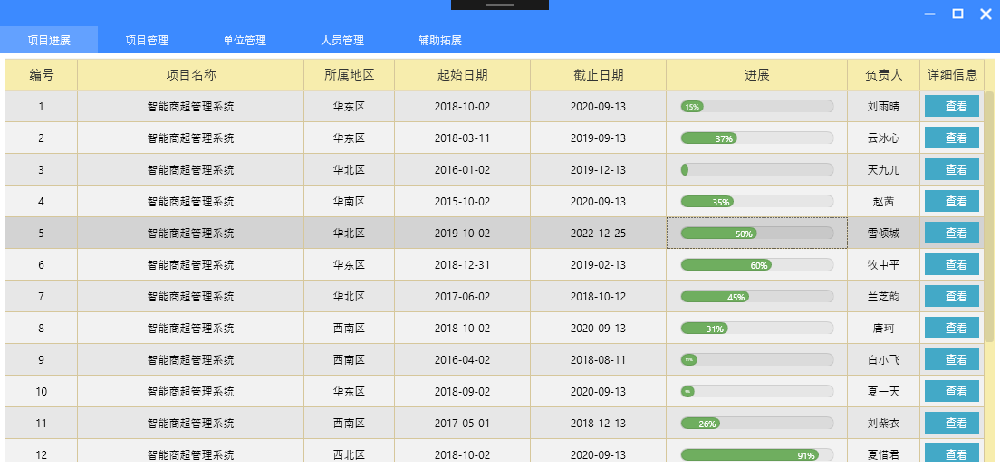 项目进展 项目管理 单位管理 人员管理 辅助拓展
编号 项目名称 所属地区 起始日期 截止日期 进展 负责人 详细信息
1 智能商超管理系统 华东区 2018-10-02 2020-09-13 15% 刘雨晴 查看
2 智能商超管理系统 华东区 2018-03-11 2019-09-13 37% 云冰心 查看
3 智能商超管理系统 华北区 2016-01-02 2019-12-13 天九儿 查看
4 智能商超管理系统 华南区 2015-10-02 2020-09-13 35% 赵茜 查看
5 智能商超管理系统 华北区 2019-10-02 2022-12-25 50% 雪倾城 查看
6 智能商超管理系统 华东区 2018-12-31 2019-02-13 60% 牧中平 查看
7 智能商超管理系统 华北区 2017-06-02 2018-10-12 45% 兰芝韵 查看
8 智能商超管理系统 西南区 2018-10-02 2020-09-13 31% 唐珂 查看
9 智能商超管理系统 西南区 2016-04-02 2018-08-11 11% 白小飞 查看
10 智能商超管理系统 华东区 2018-09-02 2020-09-13 夏一天 查看
11 智能商超管理系统 西南区 2017-05-01 2018-12-13 26% 刘紫衣 查看
12 智能商超管理系统 西北区 2018-10-02 2020-09-13 91% 夏惜君 查看